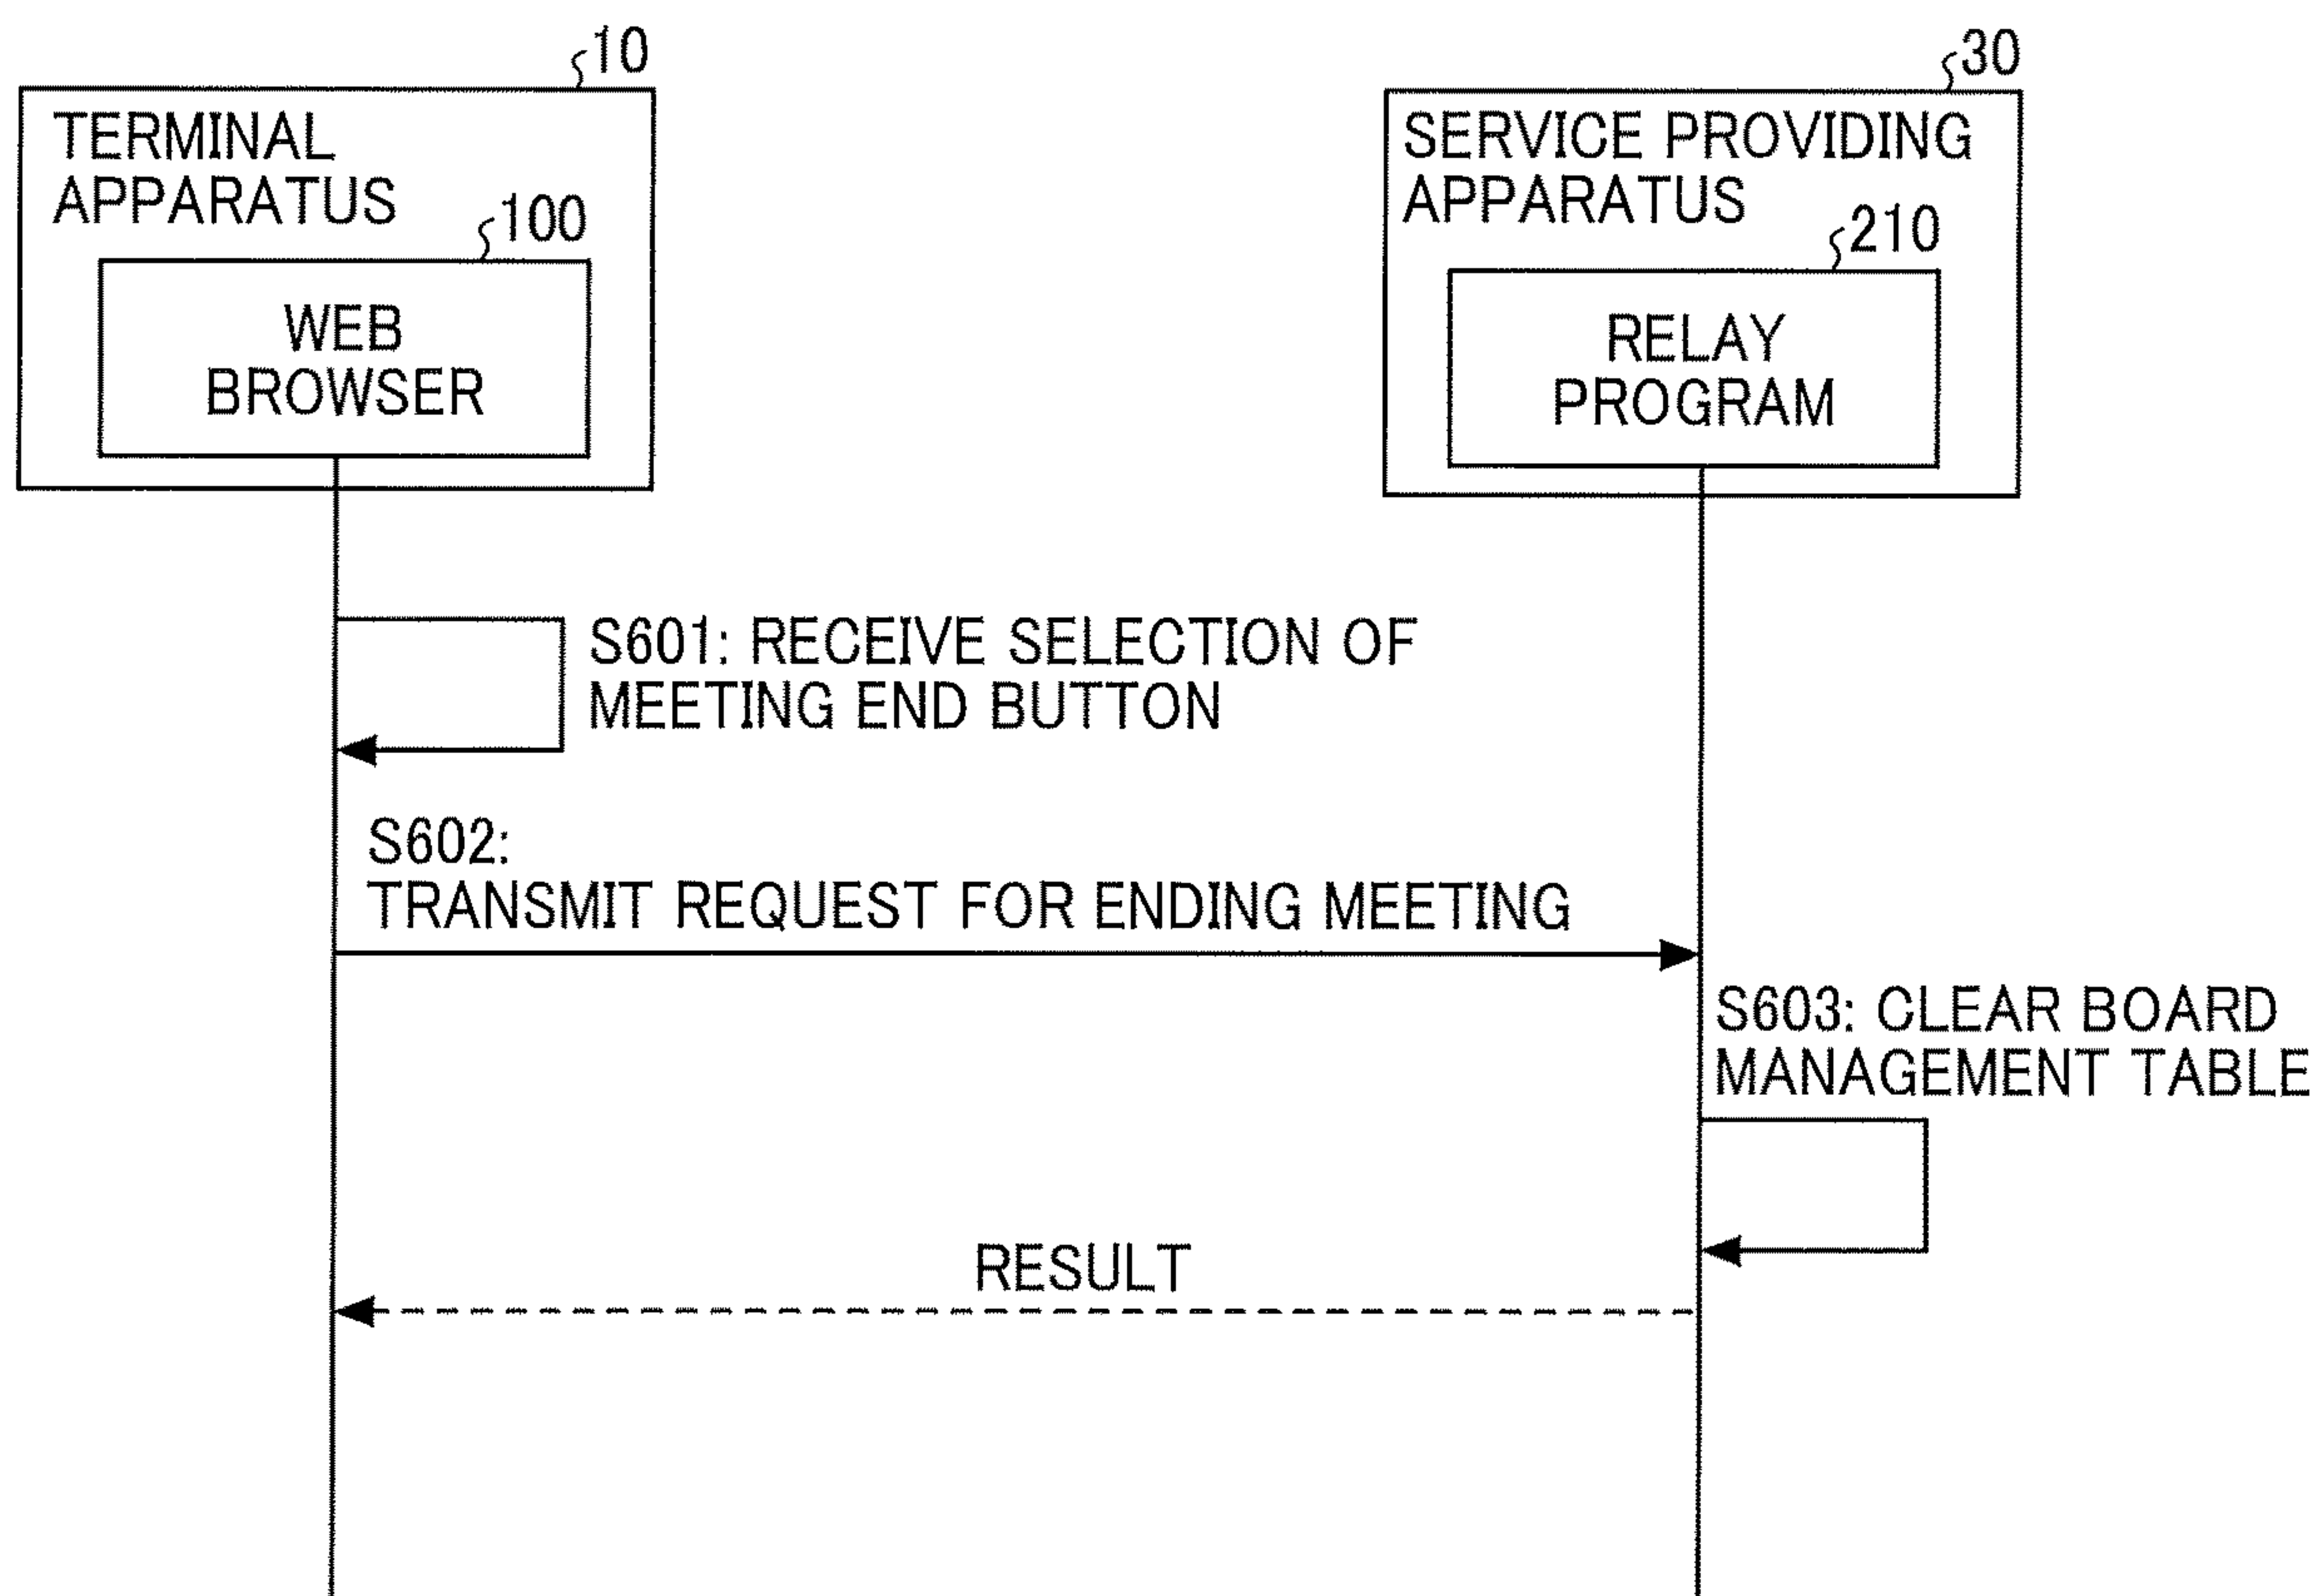 10
TERMINAL
APPARATUS
100
WEB
BROWSER
30
SERVICE PROVIDING
APPARATUS
210
RELAY
PROGRAM
S601: RECEIVE SELECTION OF
MEETING END BUTTON
S602:
TRANSMIT REQUEST FOR ENDING MEETING
S603: CLEAR BOARD
MANAGEMENT TABLE
RESULT